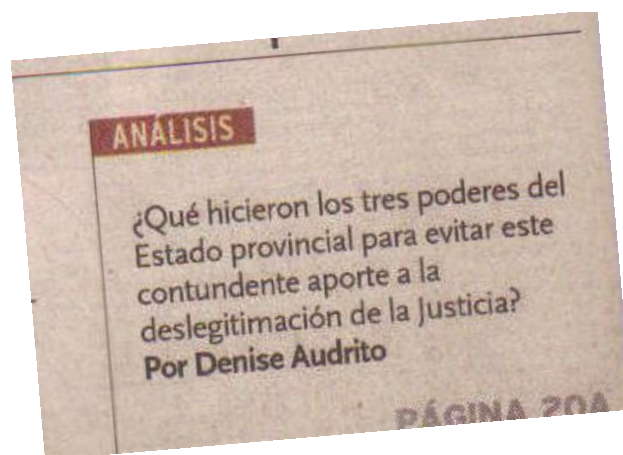 ANÁLISIS
¿Qué hicieron los tres poderes del
Estado provincial para evitar este
contundente aporte a la
deslegitimación de la Justicia?
Por Denise Audrito
PÁGINA 20A